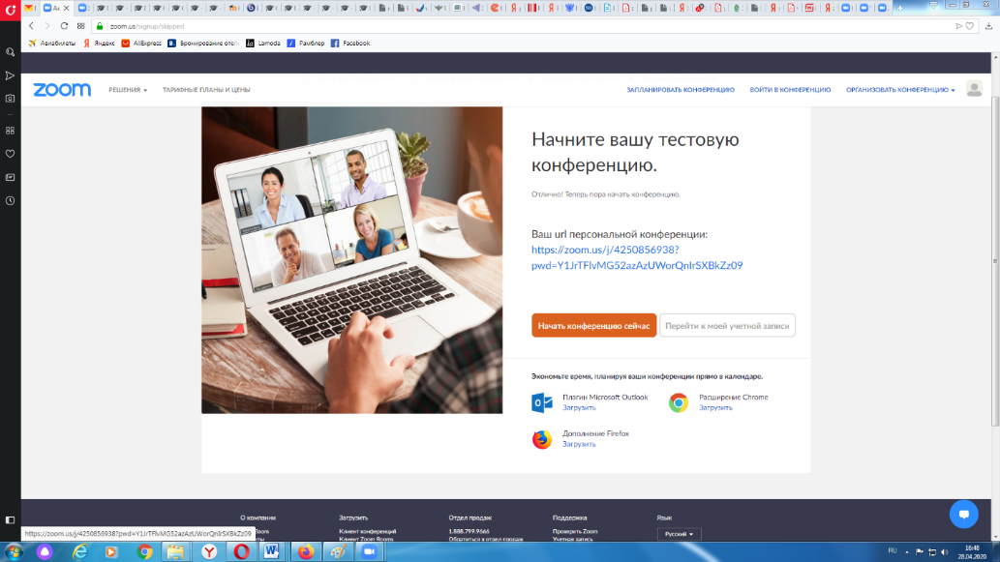 zoom.us/signup/skipped
Авиабилеты Яндекс AliExpress Бронирование отел Lamoda Рамблер Facebook
zoom РЕШЕНИЯ ТАРИФНЫЕ ПЛАНЫ И ЦЕНЫ ЗАПЛАНИРОВАТЬ КОНФЕРЕНЦИЮ ВОЙТИ В КОНФЕРЕНЦИЮ ОРГАНИЗОВАТЬ КОНФЕРЕНЦИЮ
Начните вашу тестовую
конференцию.
Отлично! Теперь пора начать конференцию.
Ваш url персональной конференции:
https://zoom.us/j/4250856938?
pwd=Y1JrTFlvMG52azAzUWorQnlrSXBkZz09
Начать конференцию сейчас Перейти к моей учетной записи
Экономьте время, планируя ваши конференции прямо в календаре.
Плагин Microsoft Outlook
Загрузить
Расширение Chrome
Загрузить
Дополнение Firefox
Загрузить
О компании Загрузить Отдел продаж Поддержка Язык
Клиент конференций 1.888.799.9666 Проверить Zoom
Русский
Клиент Zoom Rooms Обратиться в отдел продаж Учетная запись
https://zoom.us/j/4250856938?pwd=Y1JrTFlvMG52azAzUWorQnlrSXBkZz09
RU
16:48
28.04.2020